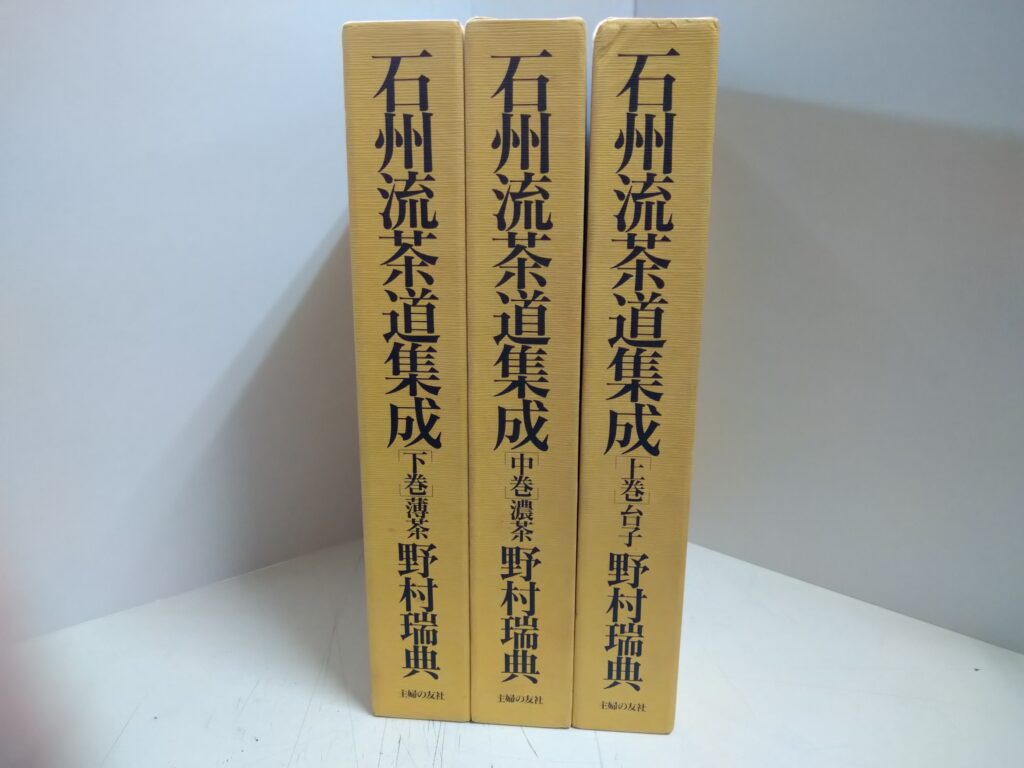 石州流茶道集成［上巻］台子 野村瑞典
主婦の友社
石州流茶道集成［中巻］濃茶 野村瑞典
主婦の友社
石州流茶道集成［下巻］薄茶 野村瑞典
主婦の友社